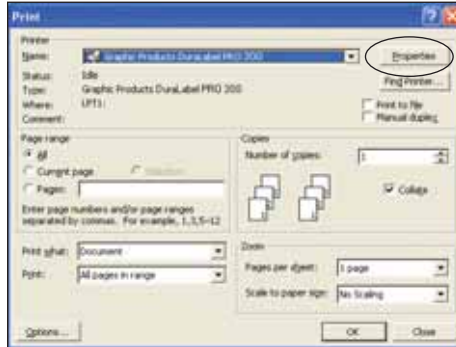 Print
Printer
Name: Graphic Products DuraLabel PRO 200
Properties
Status: Idle
Type: Graphic Products DuraLabel PRO 200
Where: LPT1:
Comment:
Find Printer...
Print to file
Manual duplex
Page range
All
Current page
Selection
Pages:
Enter page numbers and/or page ranges
separated by commas. For example, 1,3,5-12
Copies
Number of copies: 1
Collate
Print what: Document
Print: All pages in range
Zoom
Pages per sheet: 1 page
Scale to paper size: No Scaling
Options...
OK
Close